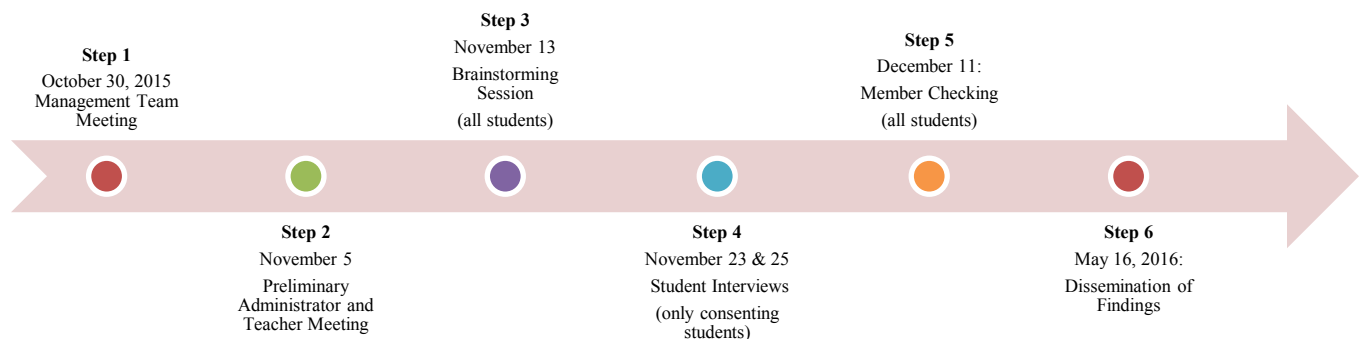 Step 1
October 30, 2015
Management Team
Meeting
Step 2
November 5
Preliminary
Administrator and
Teacher Meeting
Step 3
November 13
Brainstorming
Session
(all students)
Step 4
November 23 & 25
Student Interviews
(only consenting
students)
Step 5
December 11:
Member Checking
(all students)
Step 6
May 16, 2016:
Dissemination of
Findings